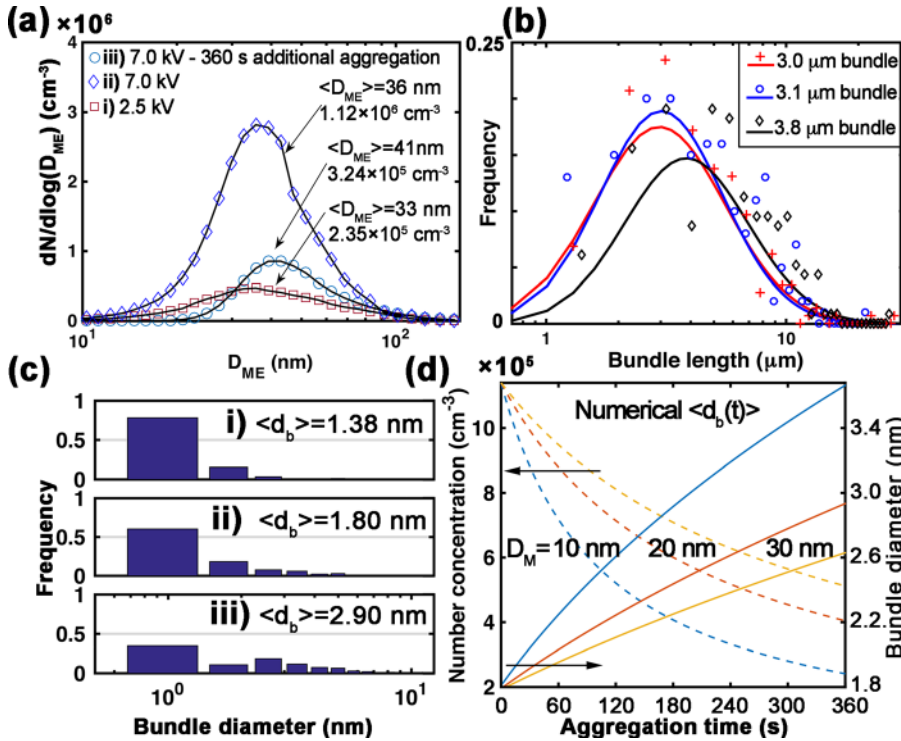 (a)
×10⁶
4
3
2
1
0
dN/dlog(D_ME) (cm⁻³)
iii) 7.0 kV - 360 s additional aggregation
ii) 7.0 kV
i) 2.5 kV
<D_ME>=36 nm
1.12×10⁶ cm⁻³
<D_ME>=41nm
3.24×10⁵ cm⁻³
<D_ME>=33 nm
2.35×10⁵ cm⁻³
10¹
10²
D_ME (nm)
(b)
0.25
0
Frequency
3.0 μm bundle
3.1 μm bundle
3.8 μm bundle
1
10
Bundle length (μm)
(c)
1
0.5
0
i) <d_b>=1.38 nm
1
0.5
0
ii) <d_b>=1.80 nm
1
0.5
0
iii) <d_b>=2.90 nm
Frequency
10⁰
10¹
Bundle diameter (nm)
×10⁵
(d)
Numerical <d_b(t)>
10
8
6
4
2
Number concentration (cm⁻³)
D_M=10 nm
20 nm
30 nm
3.4
3.0
2.6
2.2
1.8
Bundle diameter (nm)
0
60
120
180
240
300
360
Aggregation time (s)